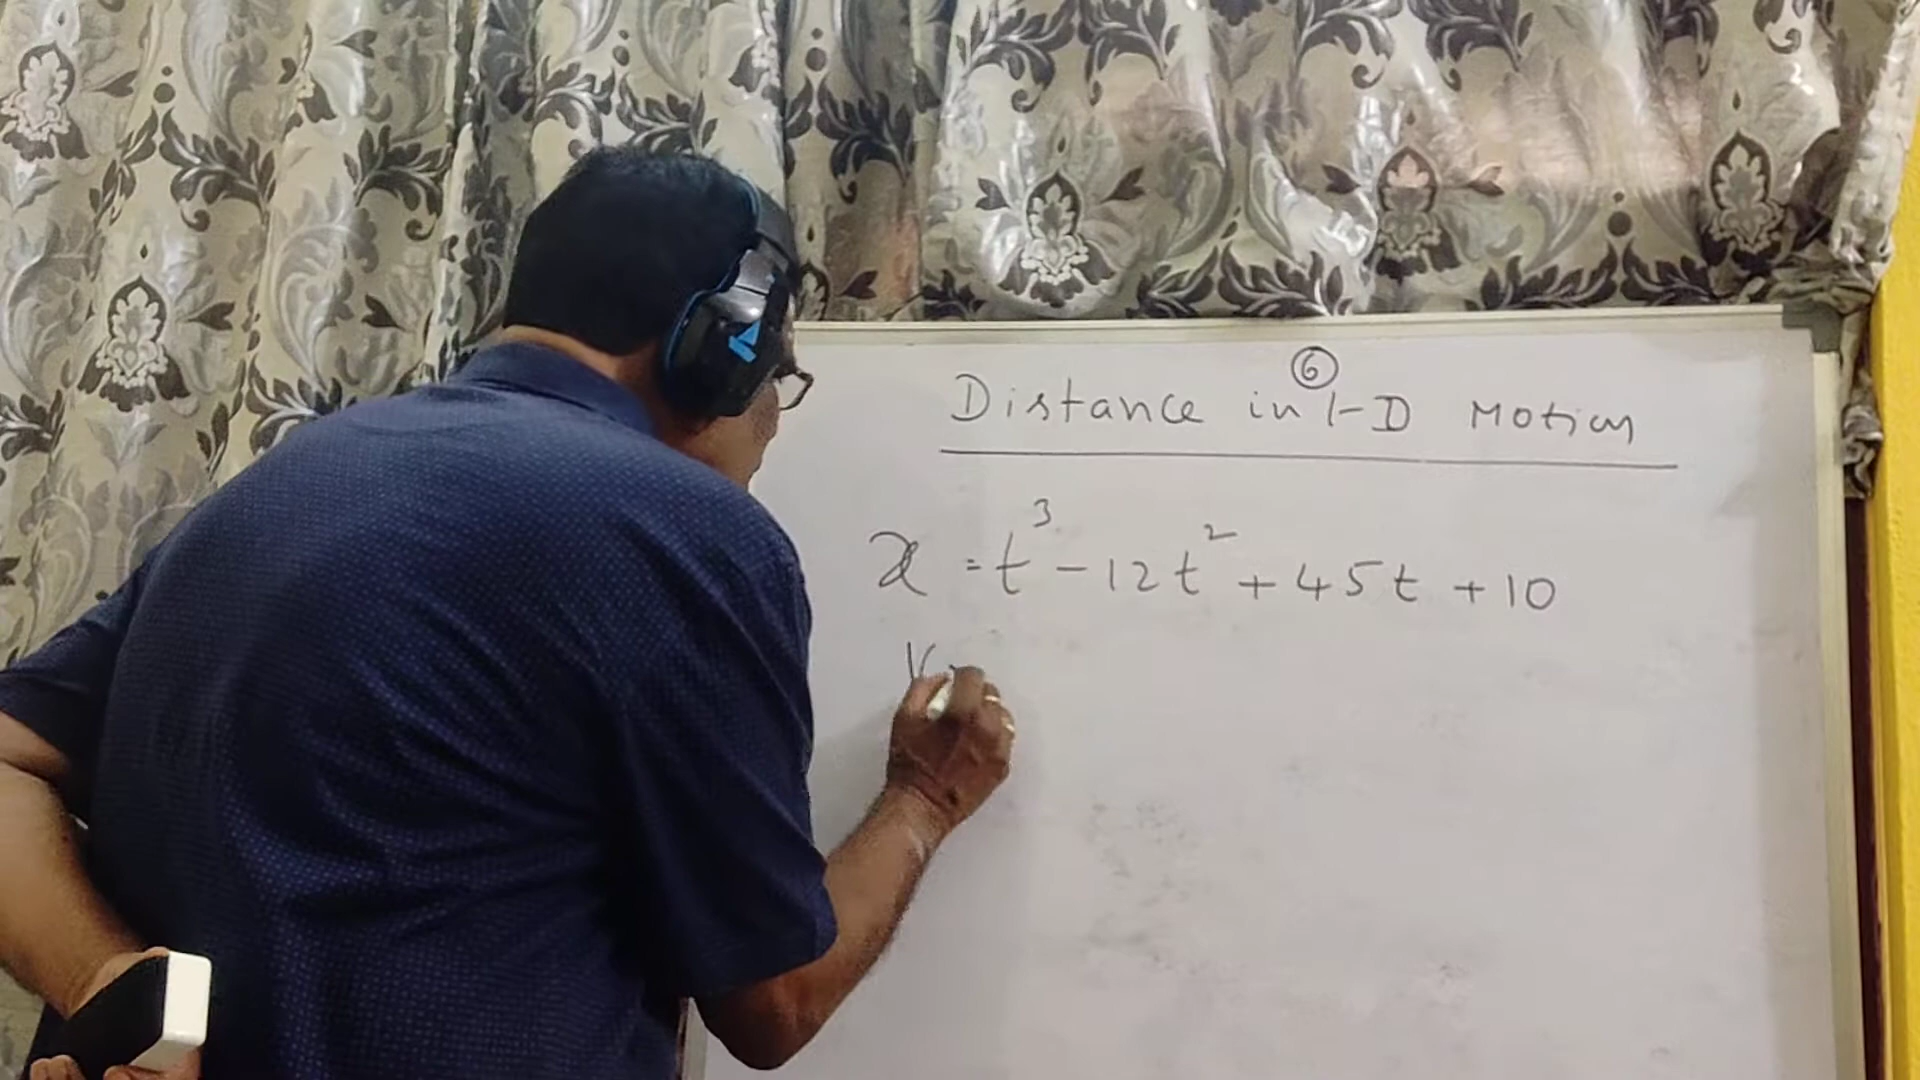 ⑥
Distance in 1-D Motion
x = t³ - 12t² + 45t + 10
V